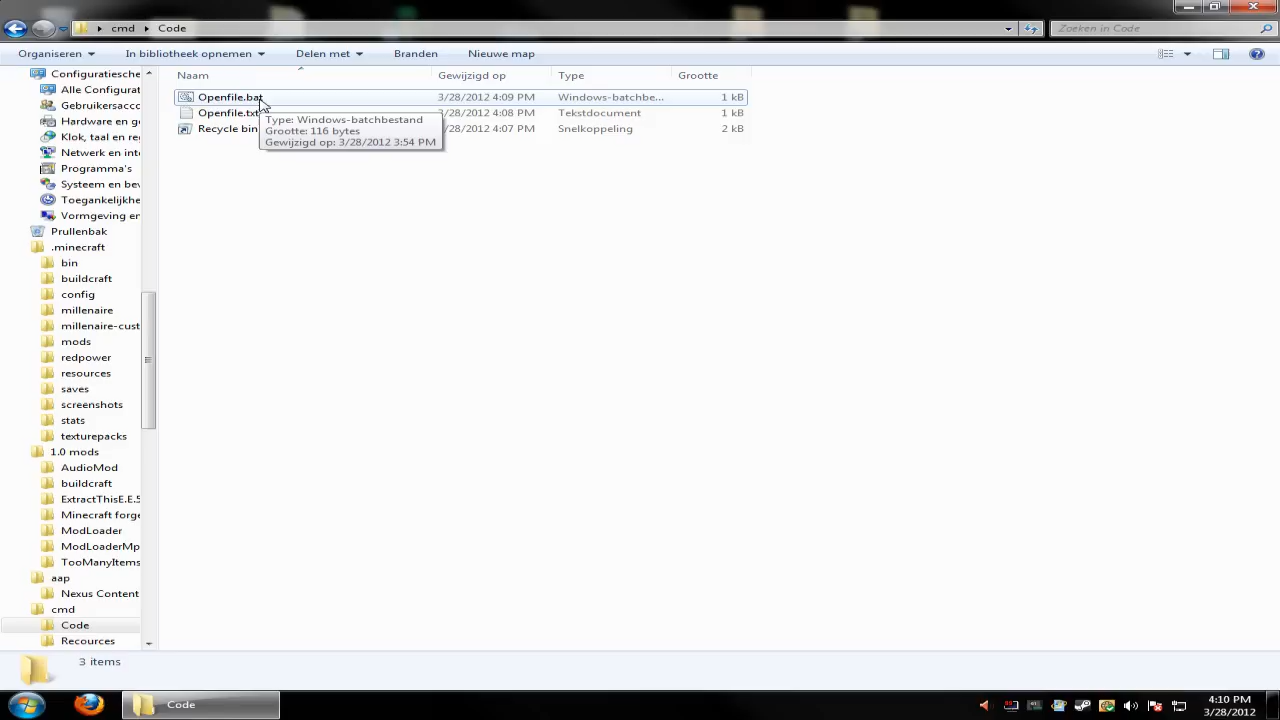 cmd Code
Zoeken in Code
Organiseren In bibliotheek opnemen Delen met Branden Nieuwe map
Naam Gewijzigd op Type Grootte
Openfile.bat 3/28/2012 4:09 PM Windows-batchbe... 1 kB
Openfile.txt 3/28/2012 4:08 PM Tekstdocument 1 kB
Recycle bin 3/28/2012 4:07 PM Snelkoppeling 2 kB
Type: Windows-batchbestand
Grootte: 116 bytes
Gewijzigd op: 3/28/2012 3:54 PM
Configuratiesche
Alle Configurat
Gebruikersacco
Hardware en ge
Klok, taal en re
Netwerk en inte
Programma's
Systeem en bev
Toegankelijkhe
Vormgeving en
Prullenbak
.minecraft
bin
buildcraft
config
millenaire
millenaire-cust
mods
redpower
resources
saves
screenshots
stats
texturepacks
1.0 mods
AudioMod
buildcraft
ExtractThisE.E.5
Minecraft forge
ModLoader
ModLoaderMp
TooManyItems
aap
Nexus Content
cmd
Code
Recources
3 items
Code
4:10 PM
3/28/2012